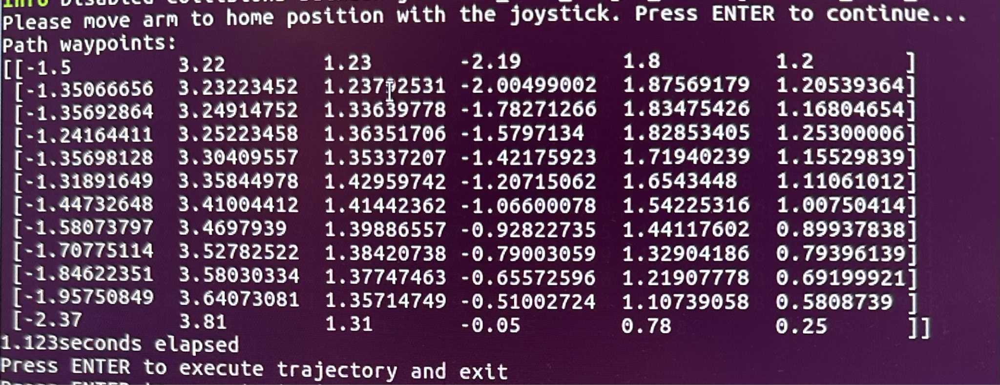 Info Disabled collisions between
Please move arm to home position with the joystick. Press ENTER to continue...
Path waypoints:
[[-1.5 3.22 1.23 -2.19 1.8 1.2 ]
[-1.35066656 3.23223452 -2.00499002 1.87569179 1.20539364]
[-1.35692864 3.24914752 1.33639778 -1.78271266 1.83475426 1.16804654]
[-1.24164411 3.25223458 1.36351706 -1.5797134 1.82853405 1.25300006]
[-1.35698128 3.30409557 1.35337207 -1.42175923 1.71940239 1.15529839]
[-1.31891649 3.35844978 1.42959742 -1.20715062 1.6543448 1.11061012]
[-1.44732648 3.41004412 1.41442362 -1.06600078 1.54225316 1.00750414]
[-1.58073797 3.4697939 1.39886557 -0.92822735 1.44117602 0.89937838]
[-1.70775114 3.52782522 1.38420738 -0.79003059 1.32904186 0.79396139]
[-1.84622351 3.58030334 1.37747463 -0.65572596 1.21907778 0.69199921]
[-1.95750849 3.64073081 1.35714749 -0.51002724 1.10739058 0.5808739 ]
[-2.37 3.81 1.31 -0.05 0.78 0.25 ]]
1.123seconds elapsed
Press ENTER to execute trajectory and exit